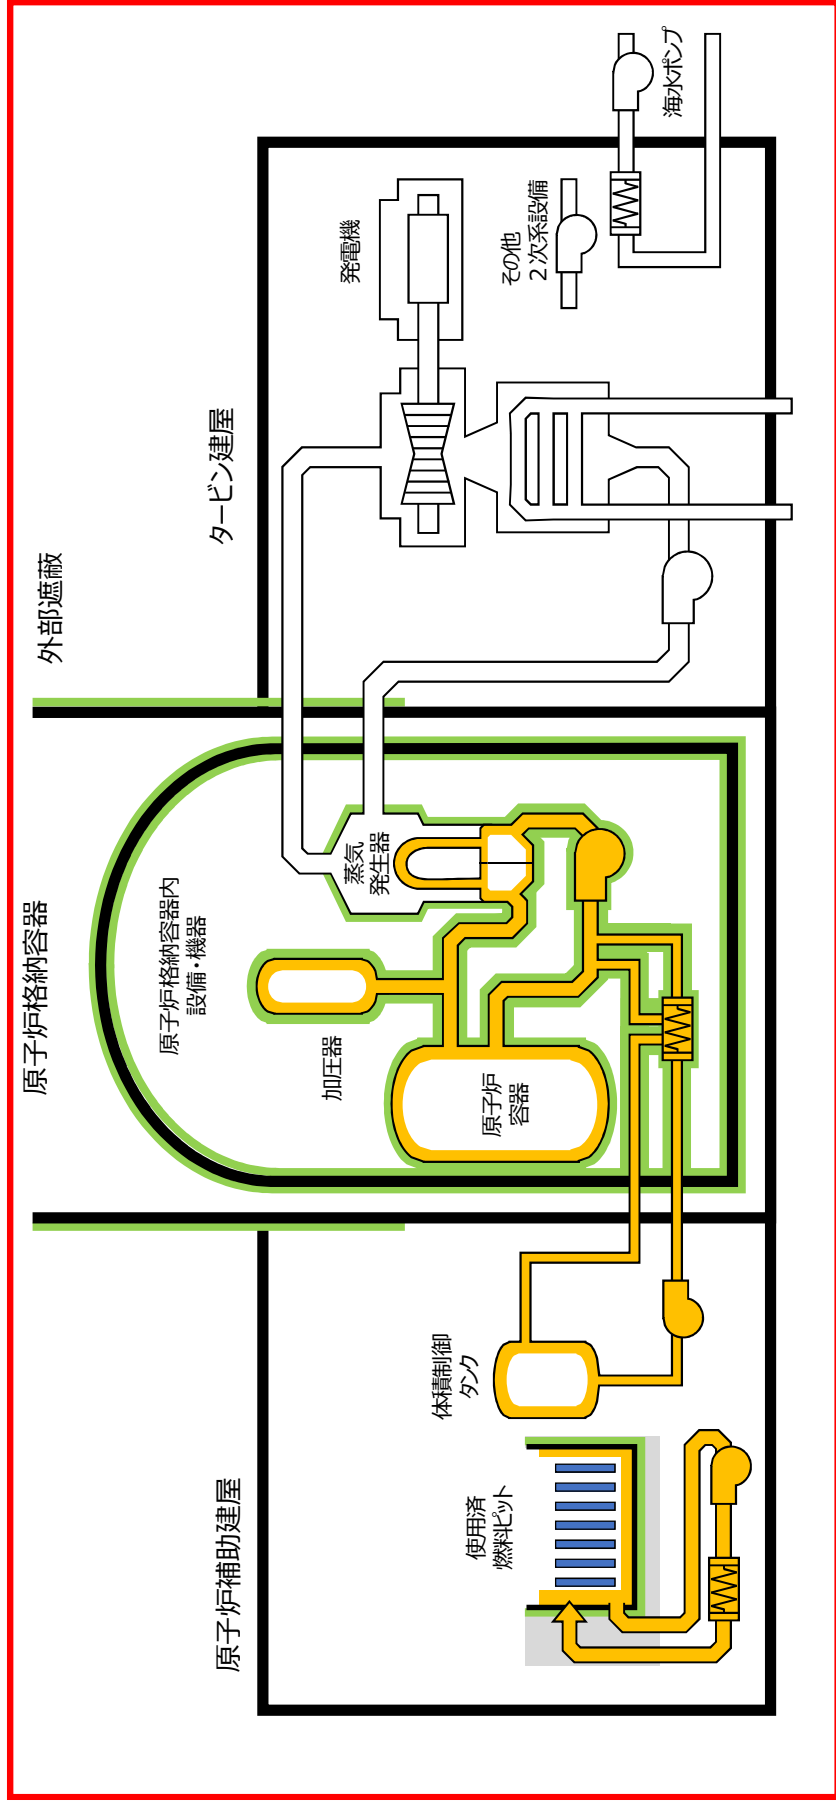 原子炉格納容器
外部遮蔽
原子炉補助建屋
タービン建屋
原子炉格納容器内
設備・機器
加圧器
蒸気
発生器
原子炉
容器
体積制御
タンク
使用済
燃料ピット
発電機
その他
２次系設備
海水ポンプ